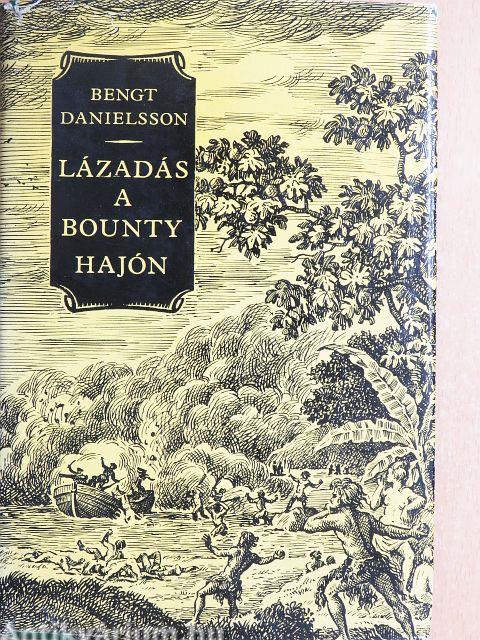 BENGT
DANIELSSON
LÁZADÁS
A
BOUNTY
HAJÓN